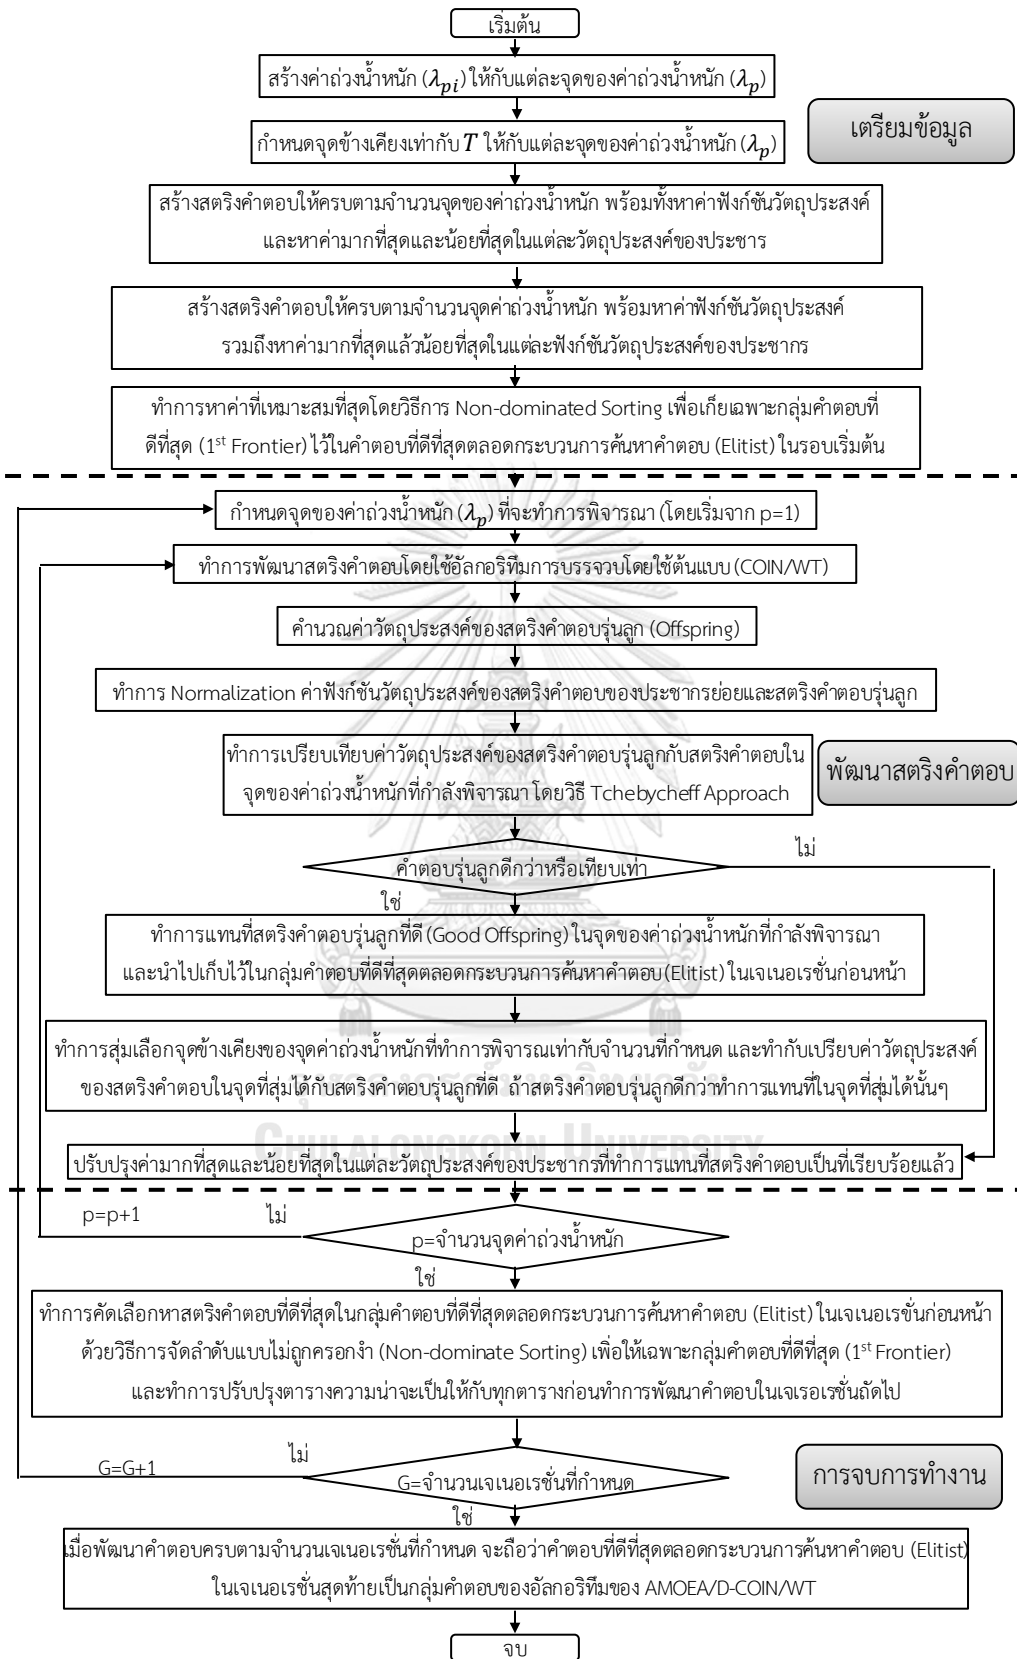 เริ่มต้น
สร้างค่าถ่วงน้ำหนัก (λpi) ให้กับแต่ละจุดของค่าถ่วงน้ำหนัก (λp)
เตรียมข้อมูล
กำหนดจุดข้างเคียงเท่ากับ T ให้กับแต่ละจุดของค่าถ่วงน้ำหนัก (λp)
สร้างสตริงคำตอบให้ครบตามจำนวนจุดของค่าถ่วงน้ำหนัก พร้อมทั้งหาค่าฟังก์ชันวัตถุประสงค์
และหาค่ามากที่สุดและน้อยที่สุดในแต่ละวัตถุประสงค์ของประชาร
สร้างสตริงคำตอบให้ครบตามจำนวนจุดค่าถ่วงน้ำหนัก พร้อมหาค่าฟังก์ชันวัตถุประสงค์
รวมถึงหาค่ามากที่สุดแล้วน้อยที่สุดในแต่ละฟังก์ชันวัตถุประสงค์ของประชากร
ทำการหาค่าที่เหมาะสมที่สุดโดยวิธีการ Non-dominated Sorting เพื่อเก็ยเฉพาะกลุ่มคำตอบที่
ดีที่สุด (1st Frontier) ไว้ในคำตอบที่ดีที่สุดตลอดกระบวนการค้นหาคำตอบ (Elitist) ในรอบเริ่มต้น
กำหนดจุดของค่าถ่วงน้ำหนัก (λp) ที่จะทำการพิจารณา (โดยเริ่มจาก p=1)
ทำการพัฒนาสตริงคำตอบโดยใช้อัลกอริทึมการบรรจวบโดยใช้ต้นแบบ (COIN/WT)
คำนวณค่าวัตถุประสงค์ของสตริงคำตอบรุ่นลูก (Offspring)
ทำการ Normalization ค่าฟังก์ชันวัตถุประสงค์ของสตริงคำตอบของประชากรย่อยและสตริงคำตอบรุ่นลูก
ทำการเปรียบเทียบค่าวัตถุประสงค์ของสตริงคำตอบรุ่นลูกกับสตริงคำตอบใน
จุดของค่าถ่วงน้ำหนักที่กำลังพิจารณา โดยวิธี Tchebycheff Approach
พัฒนาสตริงคำตอบ
คำตอบรุ่นลูกดีกว่าหรือเทียบเท่า
ไม่
ใช่
ทำการแทนที่สตริงคำตอบรุ่นลูกที่ดี (Good Offspring) ในจุดของค่าถ่วงน้ำหนักที่กำลังพิจารณา
และนำไปเก็บไว้ในกลุ่มคำตอบที่ดีที่สุดตลอดกระบวนการค้นหาคำตอบ (Elitist) ในเจเนอเรชั่นก่อนหน้า
ทำการสุ่มเลือกจุดข้างเคียงของจุดค่าถ่วงน้ำหนักที่ทำการพิจารณเท่ากับจำนวนที่กำหนด และทำกับเปรียบค่าวัตถุประสงค์
ของสตริงคำตอบในจุดที่สุ่มได้กับสตริงคำตอบรุ่นลูกที่ดี ถ้าสตริงคำตอบรุ่นลูกดีกว่าทำการแทนที่ในจุดที่สุ่มได้นั้นๆ
จุฬาลงกรณ์มหาวิทยาลัย
CHULALONGKORN UNIVERSITY
ปรับปรุงค่ามากที่สุดและน้อยที่สุดในแต่ละวัตถุประสงค์ของประชากรที่ทำการแทนที่สตริงคำตอบเป็นที่เรียบร้อยแล้ว
p=p+1
ไม่
p=จำนวนจุดค่าถ่วงน้ำหนัก
ใช่
ทำการคัดเลือกหาสตริงคำตอบที่ดีที่สุดในกลุ่มคำตอบที่ดีที่สุดตลอดกระบวนการค้นหาคำตอบ (Elitist) ในเจเนอเรชั่นก่อนหน้า
ด้วยวิธีการจัดลำดับแบบไม่ถูกครอกงำ (Non-dominate Sorting) เพื่อให้เฉพาะกลุ่มคำตอบที่ดีที่สุด (1st Frontier)
และทำการปรับปรุงตารางความน่าจะเป็นให้กับทุกตารางก่อนทำการพัฒนาคำตอบในเจเรอเรชั่นถัดไป
G=G+1
ไม่
G=จำนวนเจเนอเรชั่นที่กำหนด
การจบการทำงาน
ใช่
เมื่อพัฒนาคำตอบครบตามจำนวนเจเนอเรชั่นที่กำหนด จะถือว่าคำตอบที่ดีที่สุดตลอดกระบวนการค้นหาคำตอบ (Elitist)
ในเจเนอเรชั่นสุดท้ายเป็นกลุ่มคำตอบของอัลกอริทึมของ AMOEA/D-COIN/WT
จบ